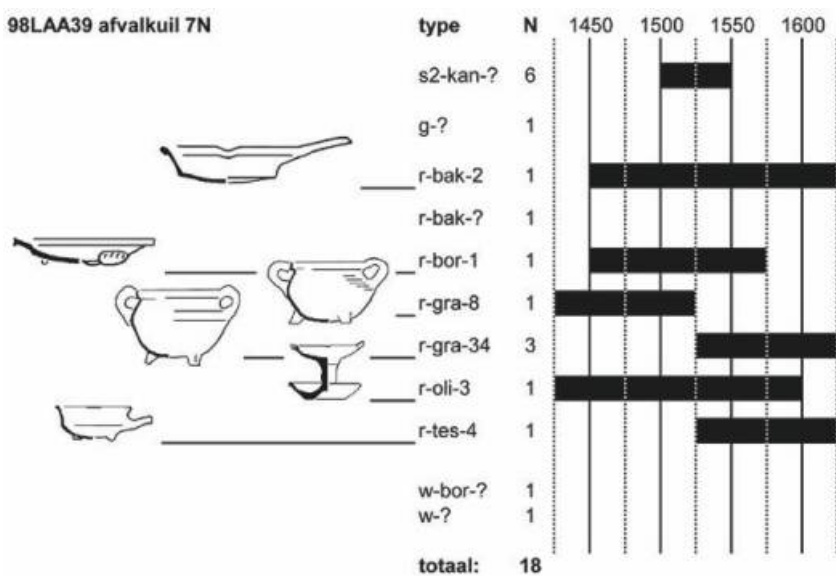 98LAA39 afvalkuil 7N type N 1450 1500 1550 1600
s2-kan-? 6
g-? 1
r-bak-2 1
r-bak-? 1
r-bor-1 1
r-gra-8 1
r-gra-34 3
r-oli-3 1
r-tes-4 1
w-bor-? 1
w-? 1
totaal: 18